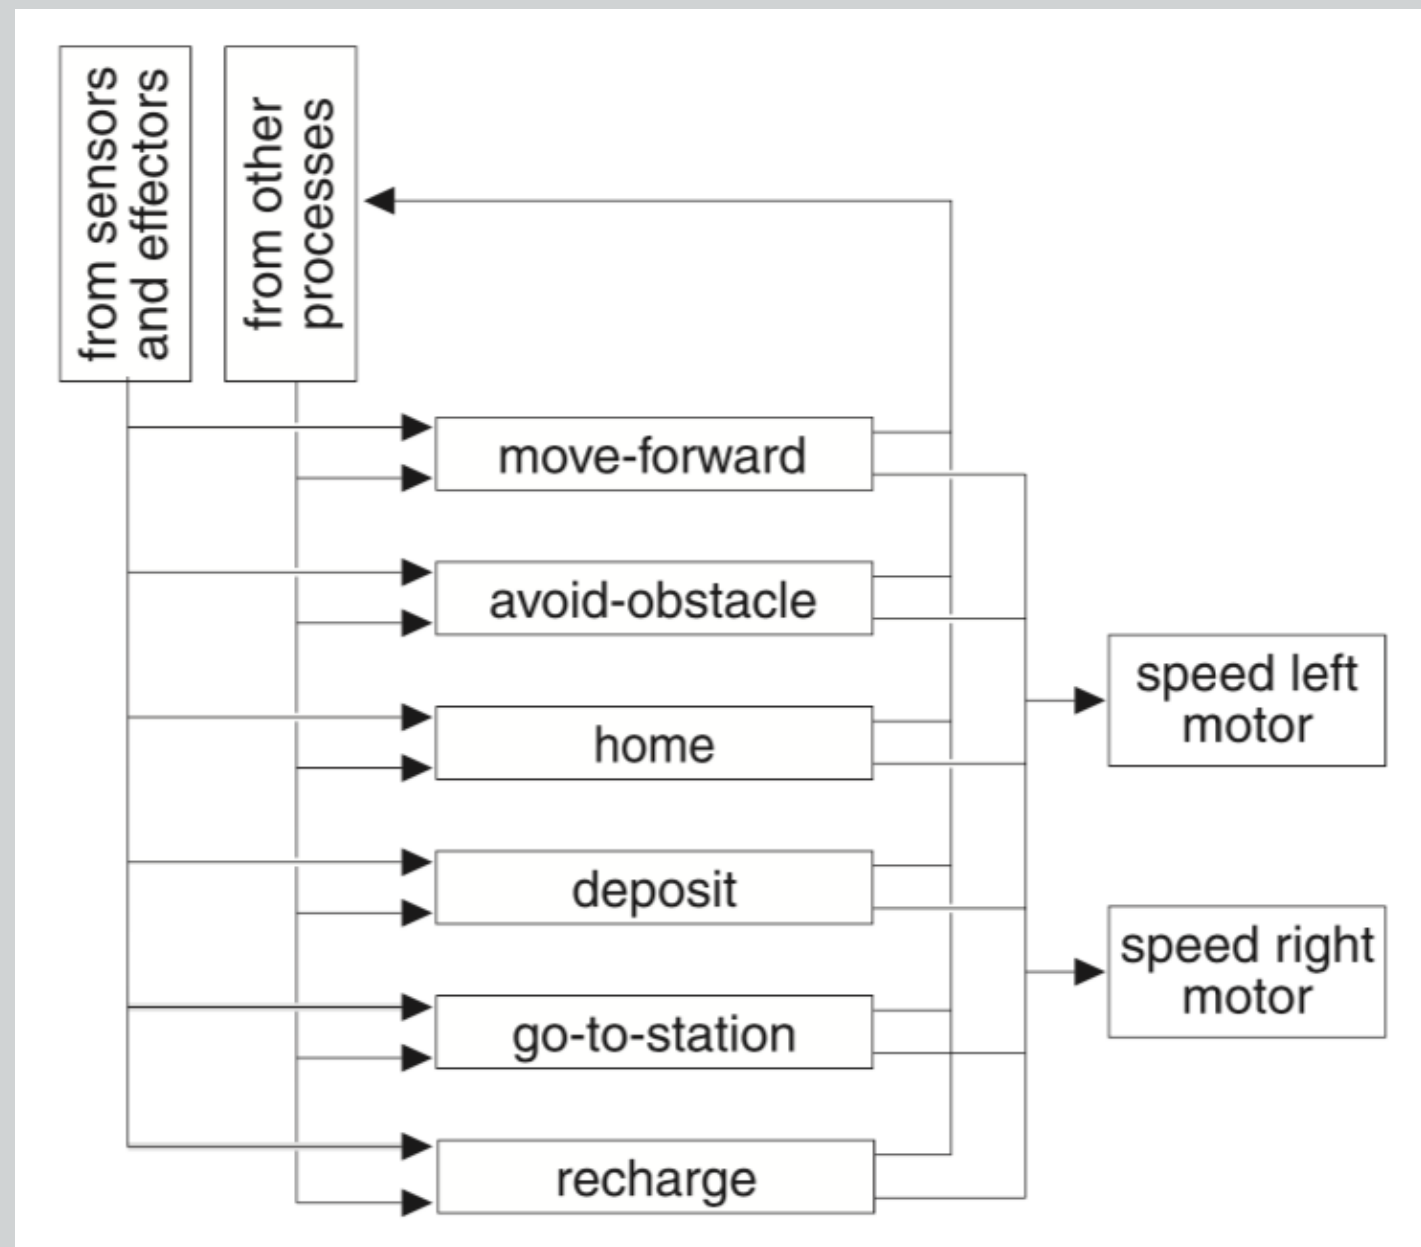 from sensors
and effectors
from other
processes
move-forward
avoid-obstacle
home
deposit
go-to-station
recharge
speed left
motor
speed right
motor